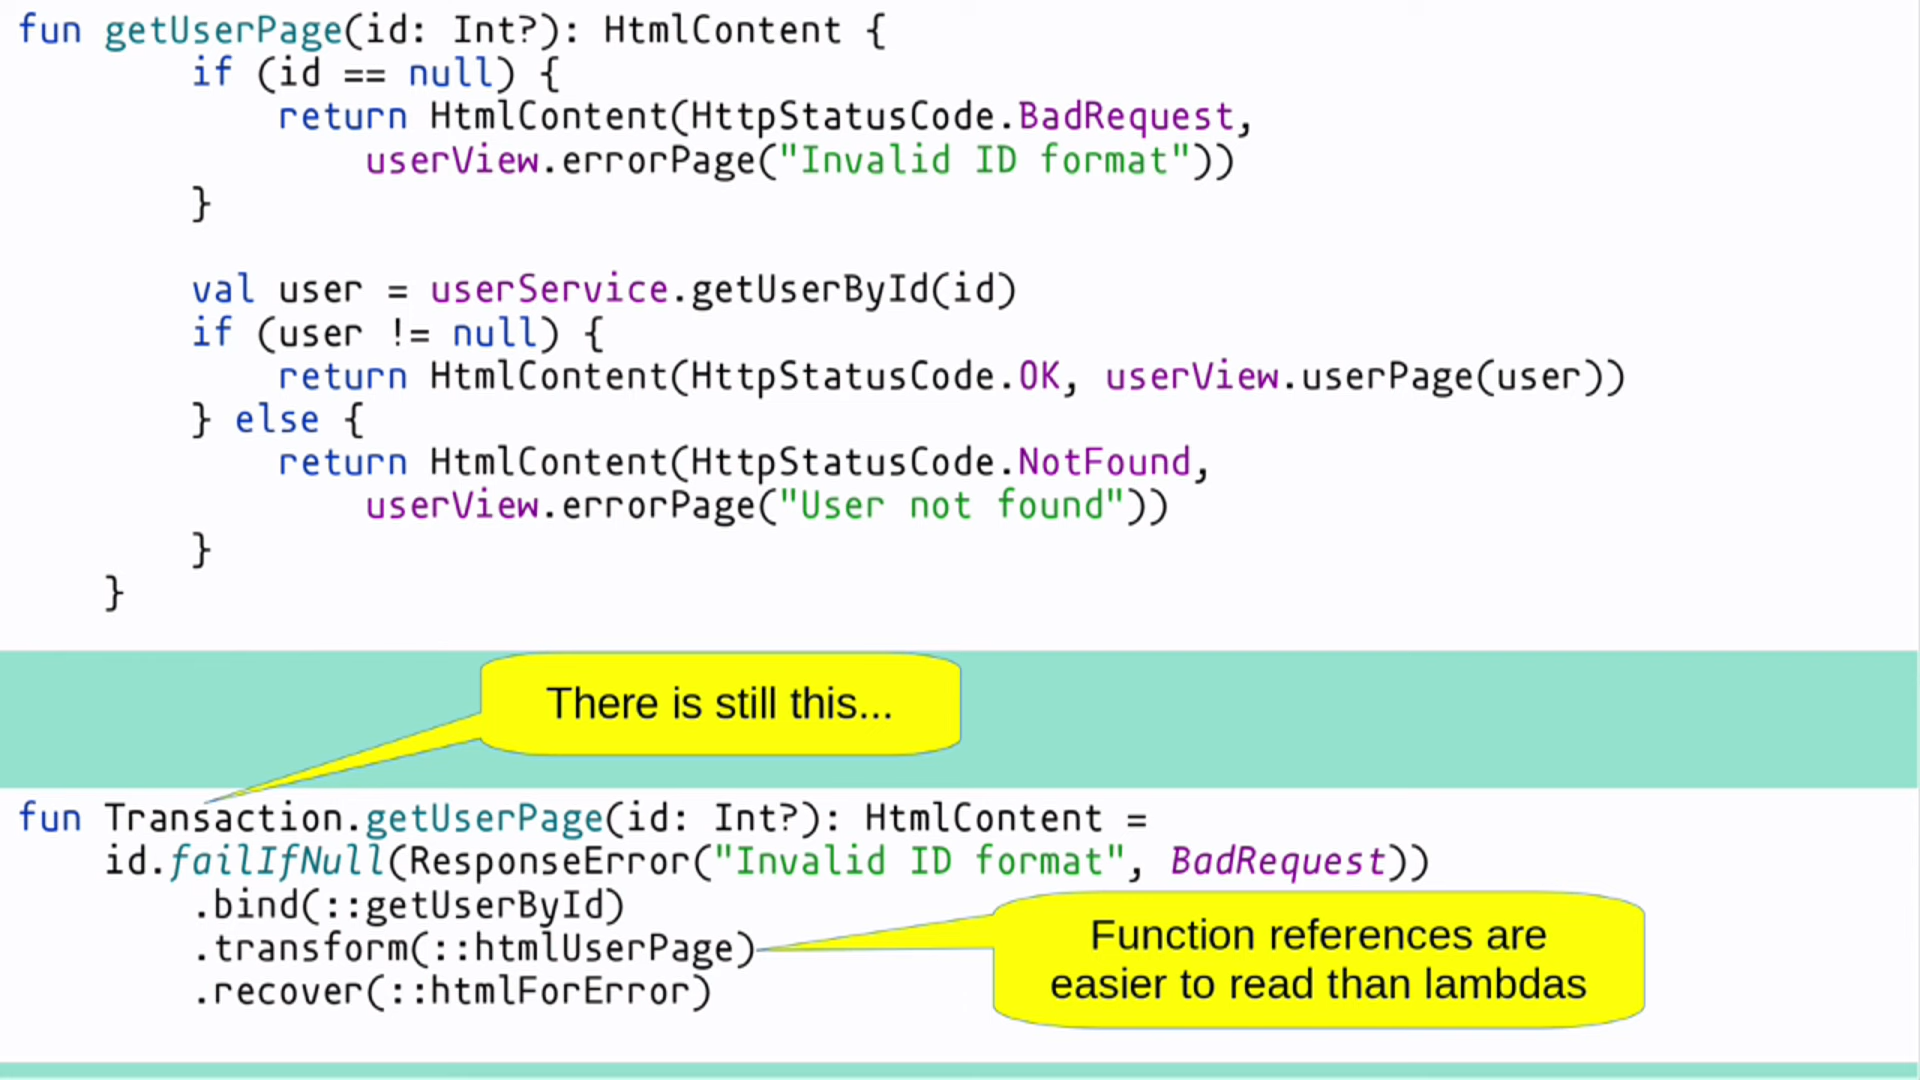 fun getUserPage(id: Int?): HtmlContent {
if (id == null) {
return HtmlContent(HttpStatusCode.BadRequest,
userView.errorPage("Invalid ID format"))
}
val user = userService.getUserById(id)
if (user != null) {
return HtmlContent(HttpStatusCode.OK, userView.userPage(user))
} else {
return HtmlContent(HttpStatusCode.NotFound,
userView.errorPage("User not found"))
}
}
There is still this...
fun Transaction.getUserPage(id: Int?): HtmlContent =
id.failIfNull(ResponseError("Invalid ID format", BadRequest))
.bind(::getUserById)
.transform(::htmlUserPage)
.recover(::htmlForError)
Function references are
easier to read than lambdas